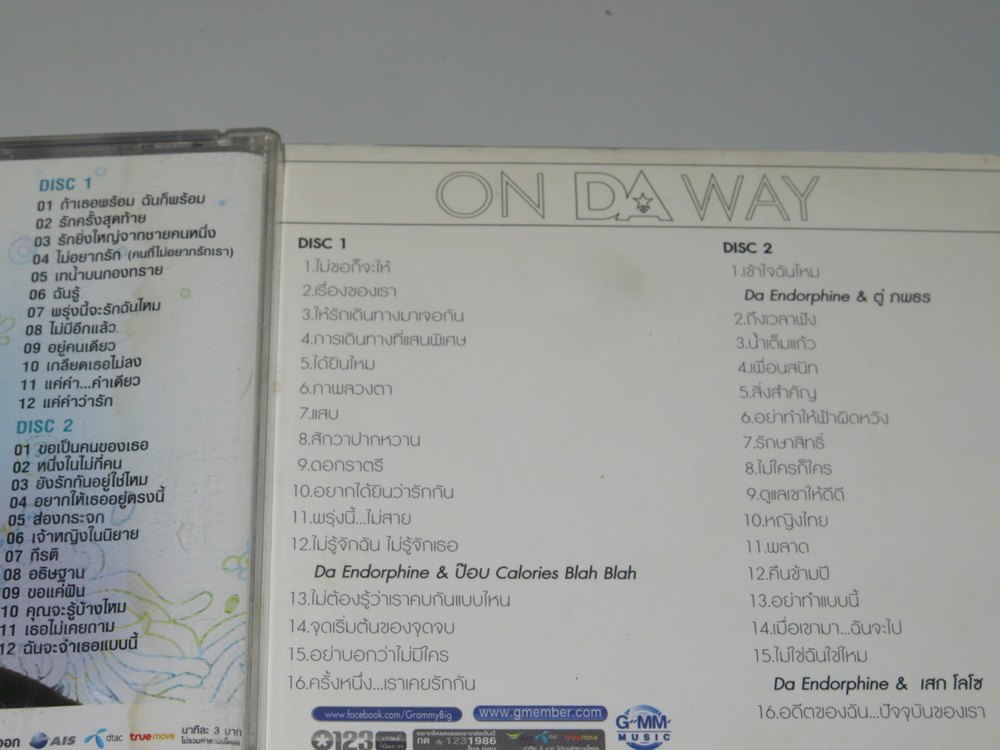 DISC 1
01 ถ้าเธอพร้อม ฉันก็พร้อม
02 รักครั้งสุดท้าย
03 รักยิ่งใหญ่จากชายคนหนึ่ง
04 ไม่อยากรัก (คนที่ไม่อยากรักเรา)
05 เทน้ำบนกองทราย
06 ฉันรู้
07 พรุ่งนี้จะรักฉันไหม
08 ไม่มีอีกแล้ว
09 อยู่คนเดียว
10 เกลียดเธอไม่ลง
11 แค่คำ...คำเดียว
12 แค่คำว่ารัก
DISC 2
01 ขอเป็นคนของเธอ
02 หนึ่งในไม่กี่คน
03 ยังรักกันอยู่ใช่ไหม
04 อยากให้เธออยู่ตรงนี้
05 ส่องกระจก
06 เจ้าหญิงในนิยาย
07 กีรติ
08 อธิษฐาน
09 ขอแค่ฝัน
10 คุณจะรู้บ้างไหม
11 เธอไม่เคยถาม
12 ฉันจะจำเธอแบบนี้
AIS dtac truemove นาทีละ 3 บาท
ON DA WAY
DISC 1
1.ไม่ขอก็จะให้
2.เรื่องของเรา
3.ให้รักเดินทางมาเจอกัน
4.การเดินทางที่แสนพิเศษ
5.ได้ยินไหม
6.ภาพลวงตา
7.แสบ
8.สักวาปากหวาน
9.ดอกราตรี
10.อยากได้ยินว่ารักกัน
11.พรุ่งนี้...ไม่สาย
12.ไม่รู้จักฉัน ไม่รู้จักเธอ
Da Endorphine & ป๊อบ Calories Blah Blah
13.ไม่ต้องรู้ว่าเราคบกันแบบไหน
14.จุดเริ่มต้นของจุดจบ
15.อย่าบอกว่าไม่มีใคร
16.ครั้งหนึ่ง...เราเคยรักกัน
DISC 2
1.เข้าใจฉันไหม
Da Endorphine & ตู่ ภพธร
2.ถึงเวลาฟัง
3.น้ำเต็มแก้ว
4.เพื่อนสนิท
5.สิ่งสำคัญ
6.อย่าทำให้ฟ้าผิดหวัง
7.รักษาสิทธิ์
8.ไม่ใครก็ใคร
9.ดูแลเขาให้ดีดี
10.หญิงไทย
11.พลาด
12.คืนข้ามปี
13.อย่าทำแบบนี้
14.เมื่อเขามา...ฉันจะไป
15.ไม่ใช่ฉันใช่ไหม
Da Endorphine & เสก โลโซ
16.อดีตของฉัน...ปัจจุบันของเรา
www.facebook.com/GrammyBig
www.gmember.com
G-MM-
MUSIC
123
กด *1231986
dtac truemove